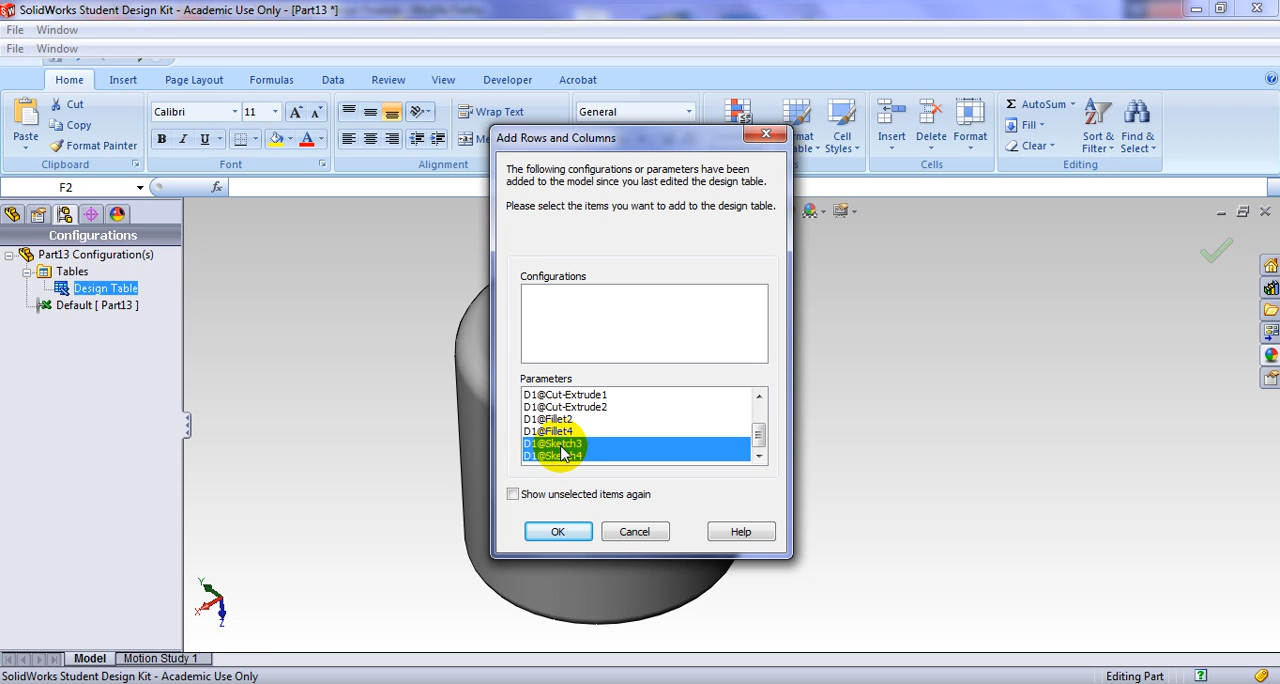 SolidWorks Student Design Kit - Academic Use Only - [Part13 *]
File Window
File Window
Home Insert Page Layout Formulas Data Review View Developer Acrobat
Paste
Cut
Copy
Format Painter
Clipboard
Calibri 11
B I U
Font
Wrap Text
Alignment
General
Cell Styles
Insert Delete Format
Cells
AutoSum
Fill
Clear
Sort & Filter
Find & Select
Editing
F2
fx
Configurations
Part13 Configuration(s)
Tables
Design Table
Default [ Part13 ]
Add Rows and Columns
The following configurations or parameters have been
added to the model since you last edited the design table.
Please select the items you want to add to the design table.
Configurations
Parameters
D1@Cut-Extrude1
D1@Cut-Extrude2
D1@Fillet2
D1@Fillet4
D1@Sketch3
D1@Sketch4
Show unselected items again
OK Cancel Help
Y
X
Z
Model Motion Study 1
SolidWorks Student Design Kit - Academic Use Only
Editing Part